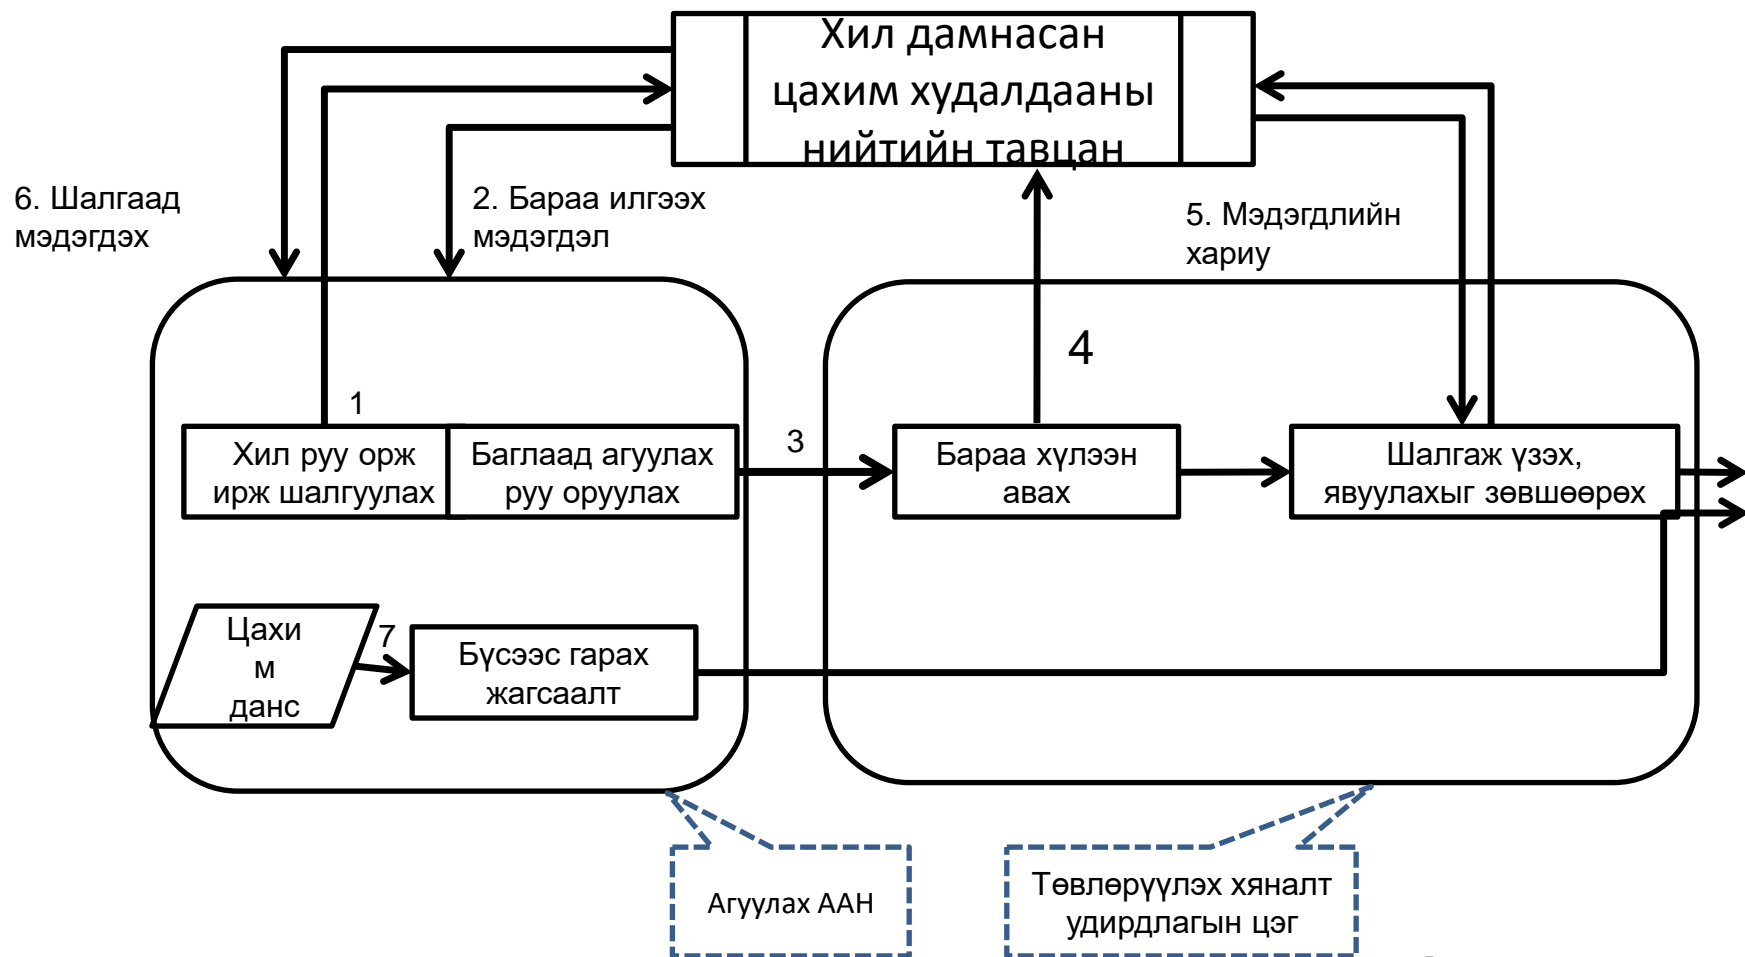 Хил дамнасан
цахим худалдааны
нийтийн тавцан
6. Шалгаад
мэдэгдэх
2. Бараа илгээх
мэдэгдэл
5. Мэдэгдлийн
хариу
4
1
Хил руу орж
ирж шалгуулах
Баглаад агуулах
руу оруулах
3
Бараа хүлээн
авах
Шалгаж үзэх,
явуулахыг зөвшөөрөх
Цахи
м
данс
7
Бүсээс гарах
жагсаалт
Агуулах ААН
Төвлөрүүлэх хяналт
удирдлагын цэг